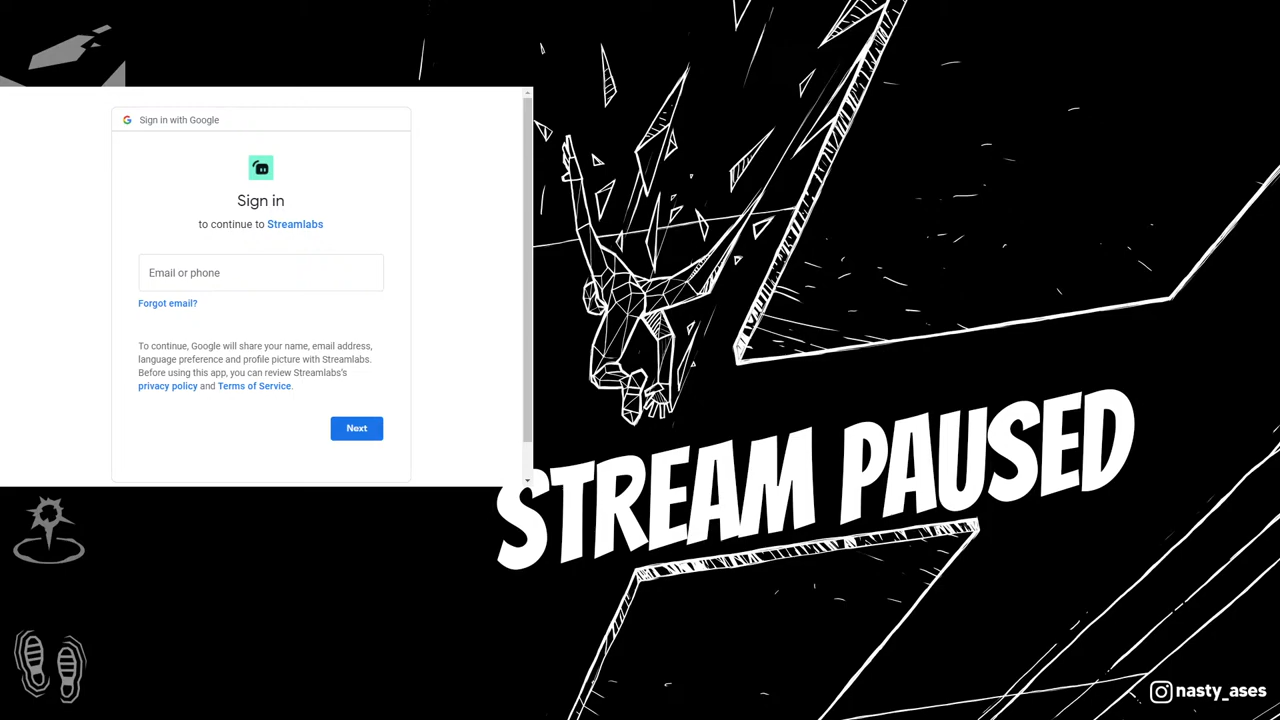 Sign in with Google
Sign in
to continue to Streamlabs
Email or phone
Forgot email?
To continue, Google will share your name, email address,
language preference and profile picture with Streamlabs.
Before using this app, you can review Streamlabs's
privacy policy and Terms of Service.
Next
STREAM PAUSED
nasty_ases